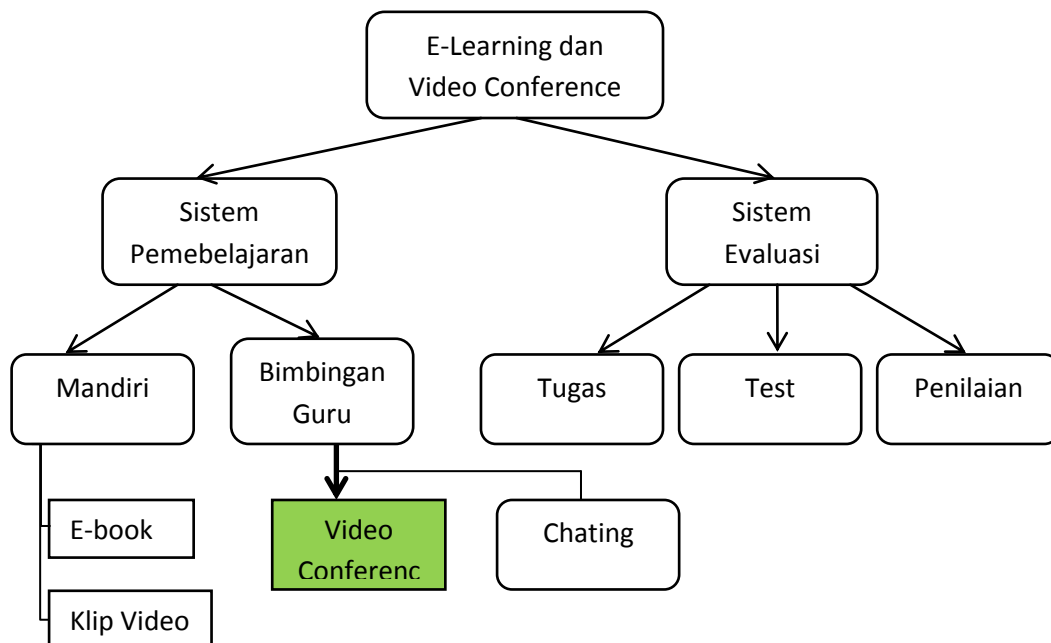 E-Learning dan
Video Conference
Sistem
Pemebelajaran
Sistem
Evaluasi
Mandiri
Bimbingan
Guru
Tugas
Test
Penilaian
E-book
Klip Video
Video
Conferenc
Chating